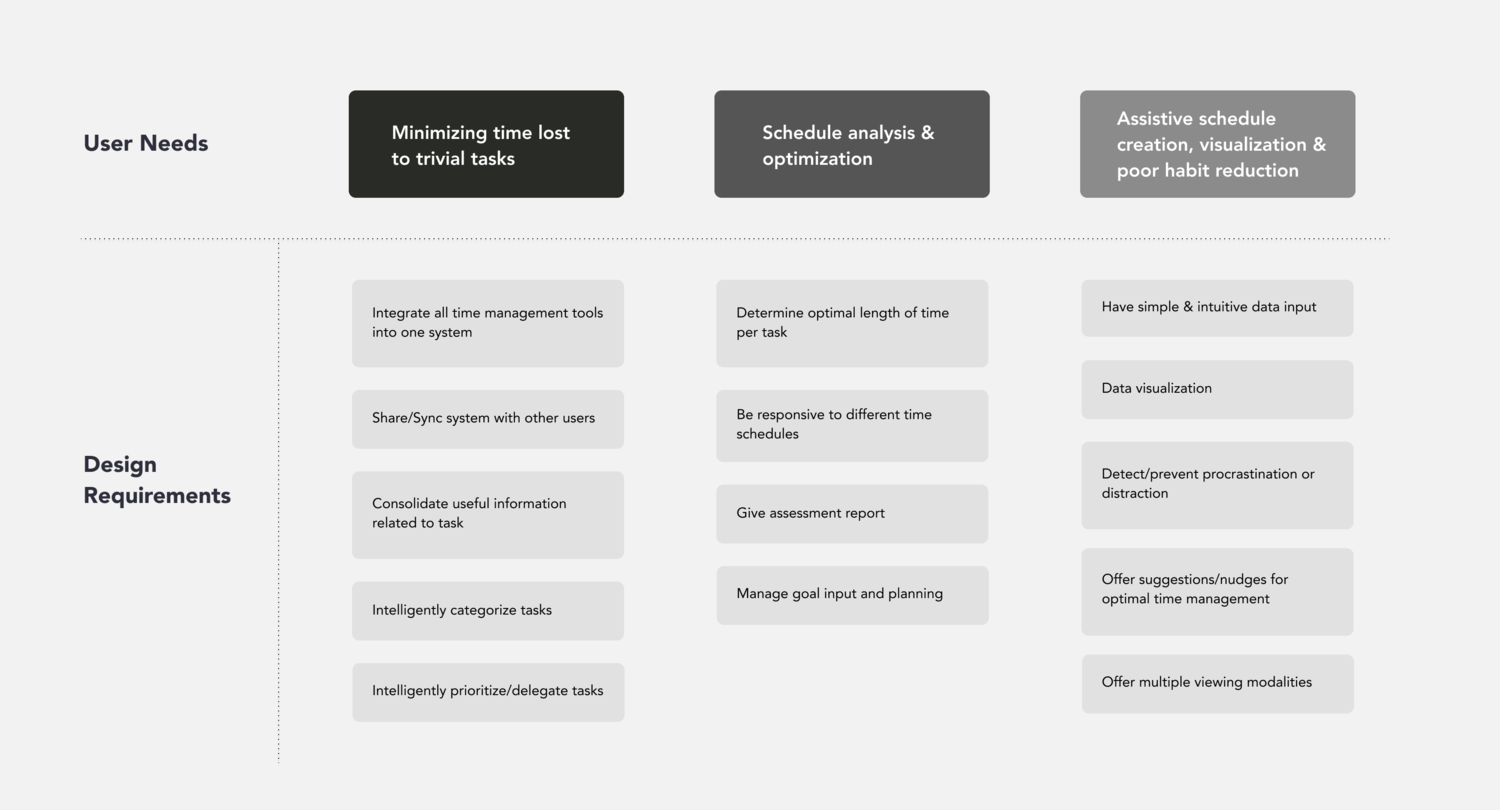 User Needs
Minimizing time lost
to trivial tasks
Schedule analysis &
optimization
Assistive schedule
creation, visualization &
poor habit reduction
Design
Requirements
Integrate all time management tools
into one system
Share/Sync system with other users
Consolidate useful information
related to task
Intelligently categorize tasks
Intelligently prioritize/delegate tasks
Determine optimal length of time
per task
Be responsive to different time
schedules
Give assessment report
Manage goal input and planning
Have simple & intuitive data input
Data visualization
Detect/prevent procrastination or
distraction
Offer suggestions/nudges for
optimal time management
Offer multiple viewing modalities